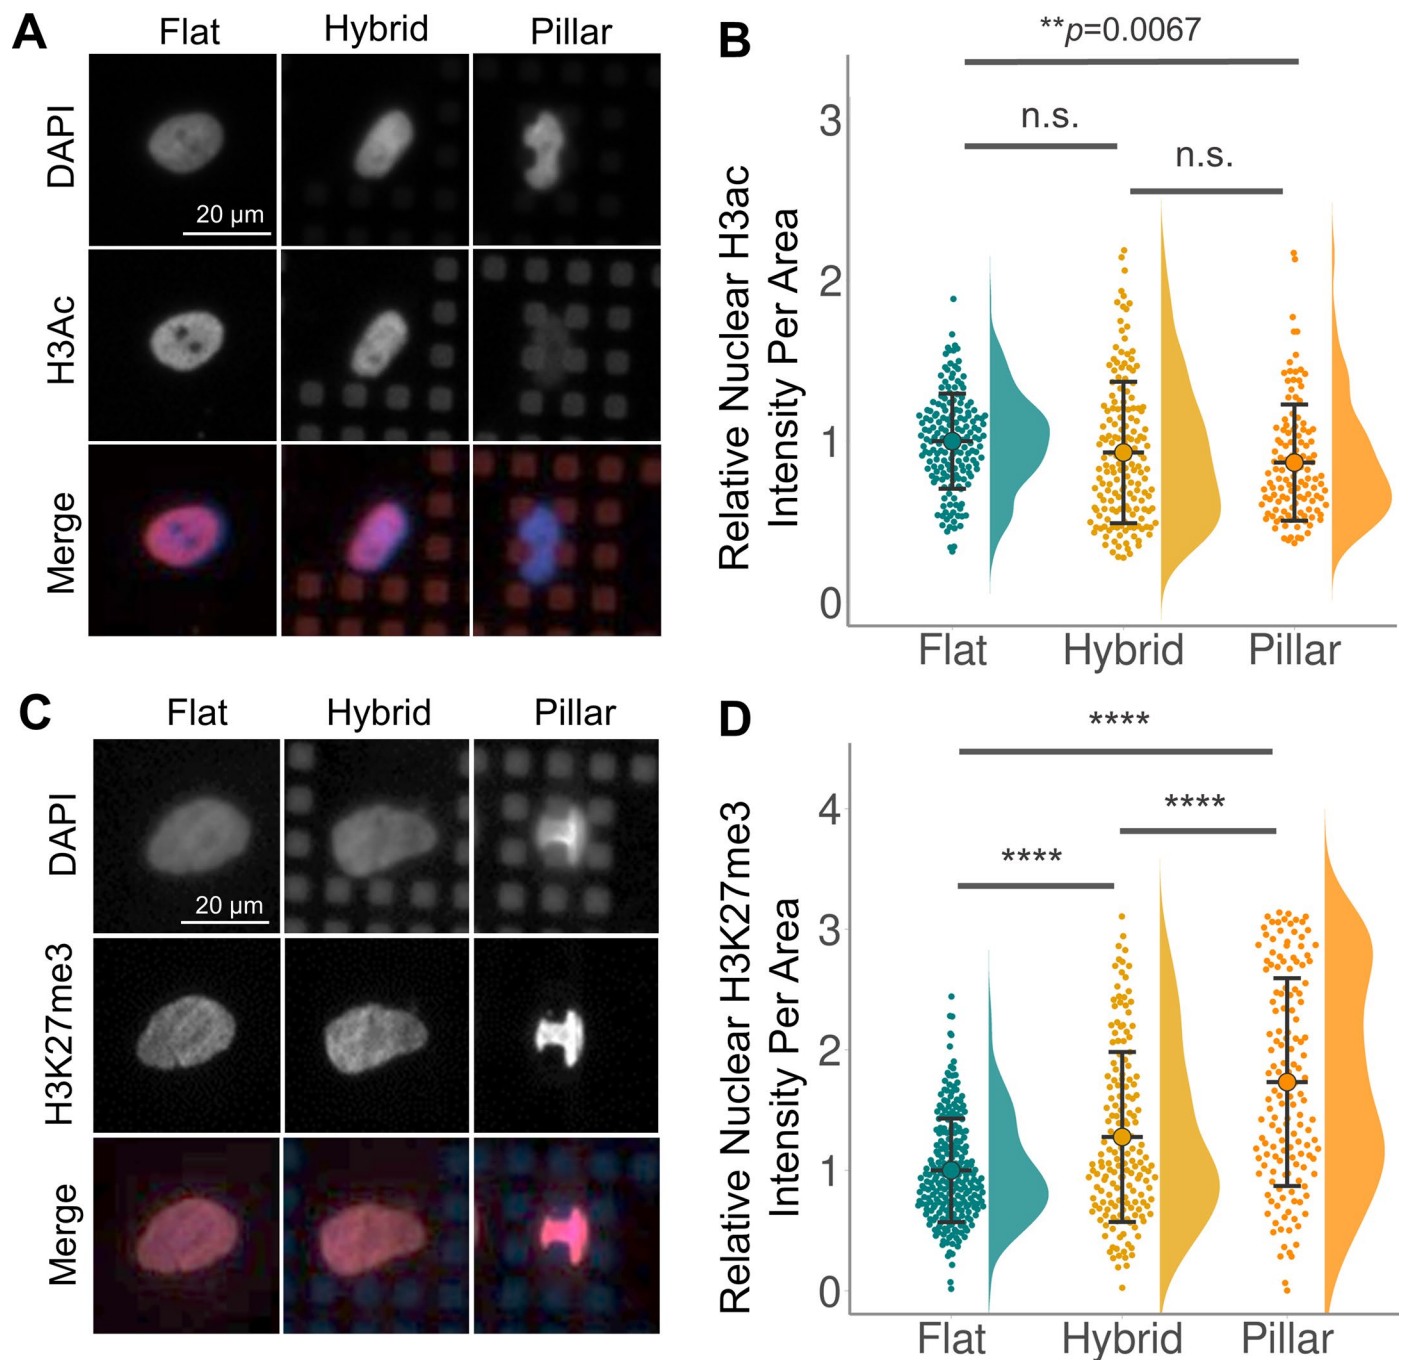 A
Flat
Hybrid
Pillar
DAPI
20 µm
H3Ac
Merge
B
**p=0.0067
n.s.
n.s.
Relative Nuclear H3ac
Intensity Per Area
3
2
1
0
Flat
Hybrid
Pillar
C
Flat
Hybrid
Pillar
DAPI
20 µm
H3K27me3
Merge
D
****
****
****
Relative Nuclear H3K27me3
Intensity Per Area
4
3
2
1
0
Flat
Hybrid
Pillar